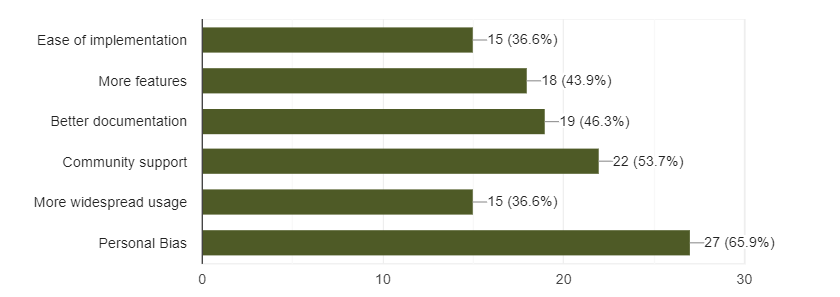 Ease of implementation 15 (36.6%)
More features 18 (43.9%)
Better documentation 19 (46.3%)
Community support 22 (53.7%)
More widespread usage 15 (36.6%)
Personal Bias 27 (65.9%)
0 10 20 30